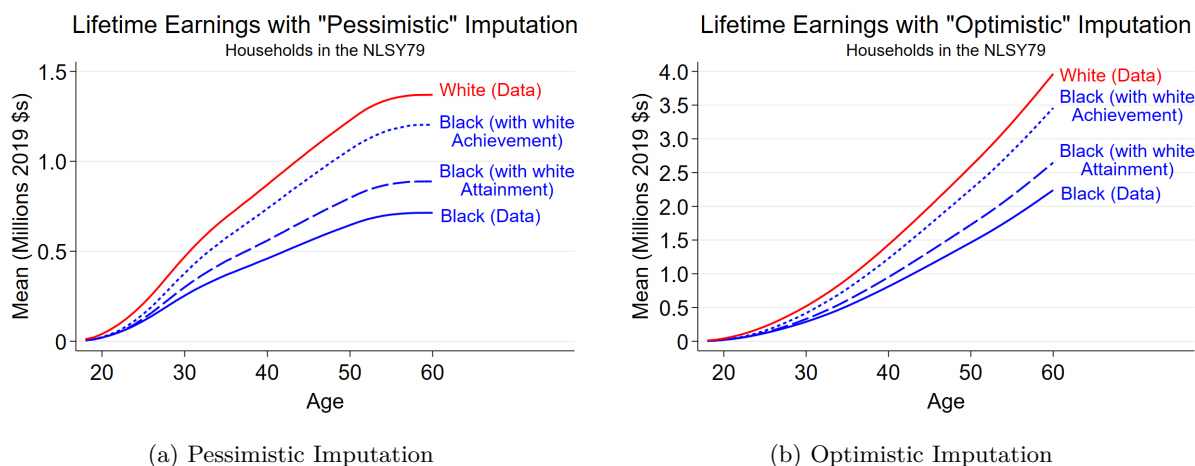 Lifetime Earnings with "Pessimistic" Imputation
Households in the NLSY79
Mean (Millions 2019 $s)
1.5
1.0
0.5
0
20 30 40 50 60
Age
White (Data)
Black (with white
Achievement)
Black (with white
Attainment)
Black (Data)
(a) Pessimistic Imputation
Lifetime Earnings with "Optimistic" Imputation
Households in the NLSY79
Mean (Millions 2019 $s)
4.0
3.5
3.0
2.5
2.0
1.5
1.0
0.5
0
20 30 40 50 60
Age
White (Data)
Black (with white
Achievement)
Black (with white
Attainment)
Black (Data)
(b) Optimistic Imputation